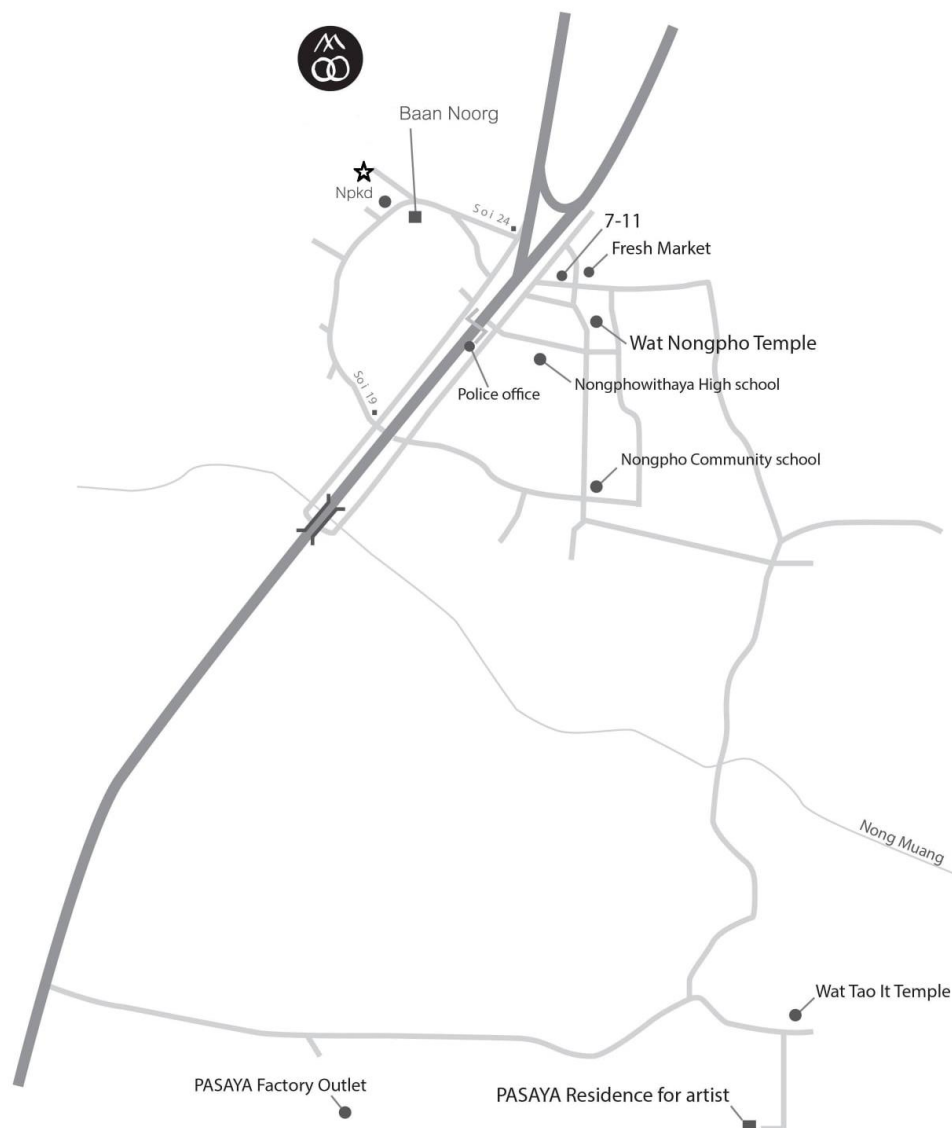 Baan Noorg
Npkd
Soi 24
7-11
Fresh Market
Wat Nongpho Temple
Police office
Nongphowithaya High school
Soi 19
Nongpho Community school
Nong Muang
Wat Tao It Temple
PASAYA Factory Outlet
PASAYA Residence for artist